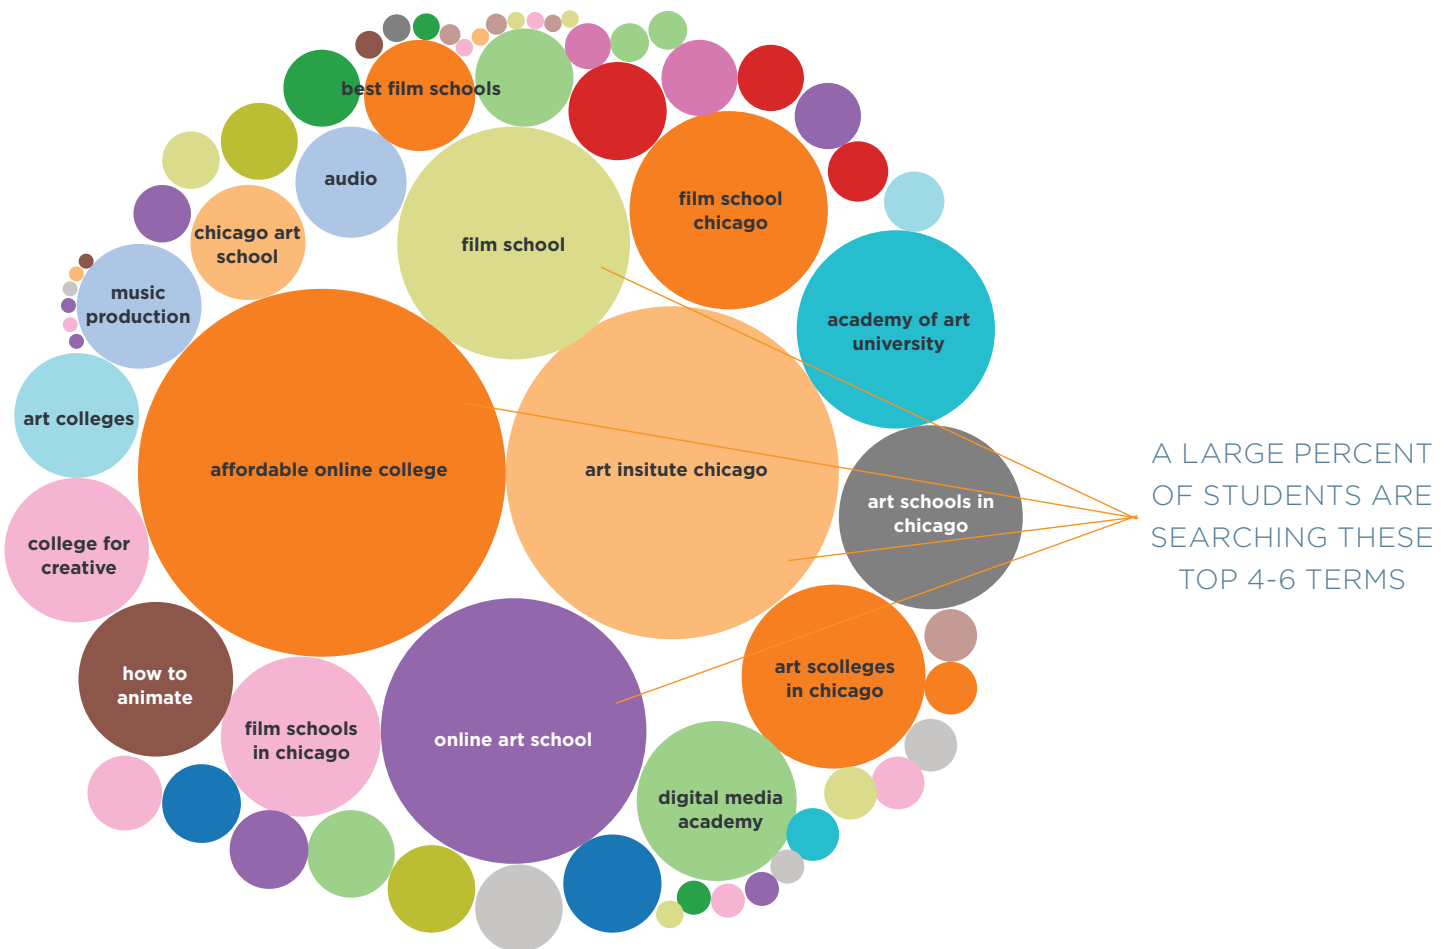 best film schools
audio
film school
chicago
film school
chicago art
school
music
production
academy of art
university
art colleges
affordable online college
art insitute chicago
art schools in
chicago
A LARGE PERCENT
OF STUDENTS ARE
SEARCHING THESE
TOP 4-6 TERMS
college for
creative
how to
animate
art scolleges
in chicago
film schools
in chicago
online art school
digital media
academy